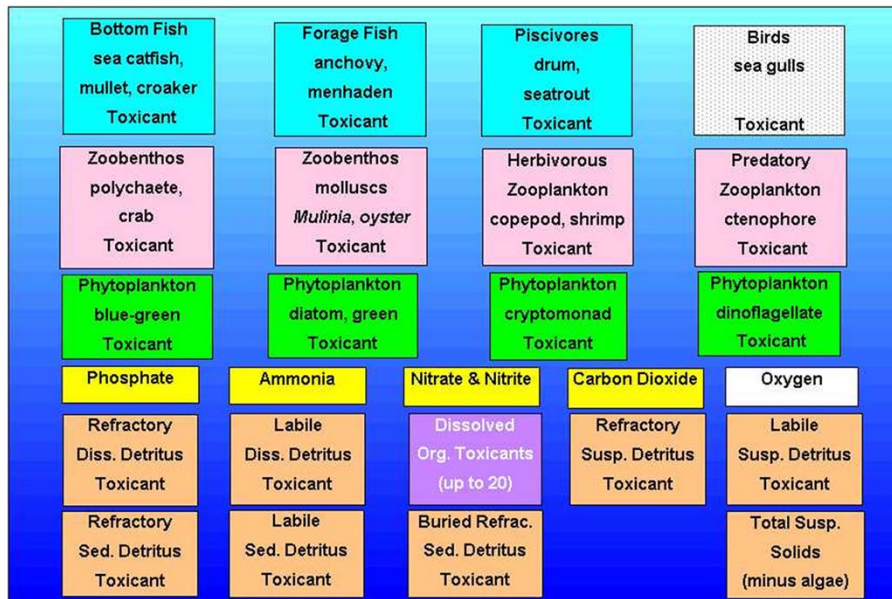 Bottom Fish
sea catfish,
mullet, croaker
Toxicant
Forage Fish
anchovy,
menhaden
Toxicant
Piscivores
drum,
seatrout
Toxicant
Birds
sea gulls
Toxicant
Zoobenthos
polychaete,
crab
Toxicant
Zoobenthos
molluscs
Mulinia, oyster
Toxicant
Herbivorous
Zooplankton
copepod, shrimp
Toxicant
Predatory
Zooplankton
ctenophore
Toxicant
Phytoplankton
blue-green
Toxicant
Phytoplankton
diatom, green
Toxicant
Phytoplankton
cryptomonad
Toxicant
Phytoplankton
dinoflagellate
Toxicant
Phosphate
Ammonia
Nitrate & Nitrite
Carbon Dioxide
Oxygen
Refractory
Diss. Detritus
Toxicant
Labile
Diss. Detritus
Toxicant
Dissolved
Org. Toxicants
(up to 20)
Refractory
Susp. Detritus
Toxicant
Labile
Susp. Detritus
Toxicant
Refractory
Sed. Detritus
Toxicant
Labile
Sed. Detritus
Toxicant
Buried Refrac.
Sed. Detritus
Toxicant
Total Susp.
Solids
(minus algae)